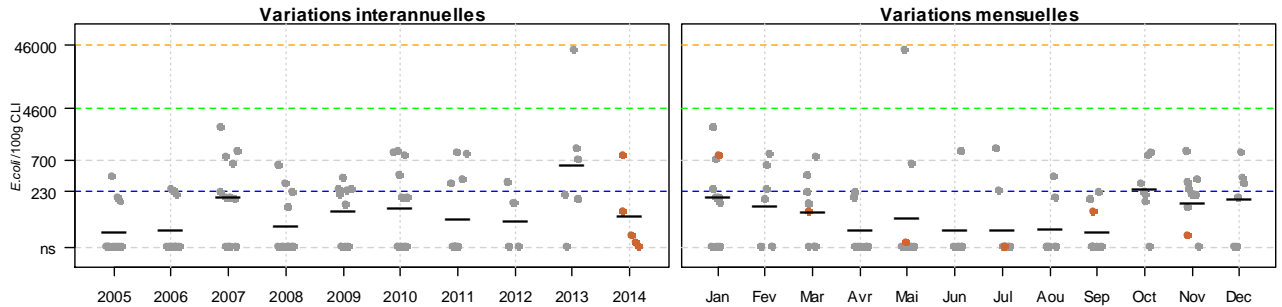 Variations interannuelles
Variations mensuelles
46000
4600
700
230
ns
E.coli /100g CLI
2005 2006 2007 2008 2009 2010 2011 2012 2013 2014
Jan Fev Mar Avr Mai Jun Jul Aou Sep Oct Nov Dec